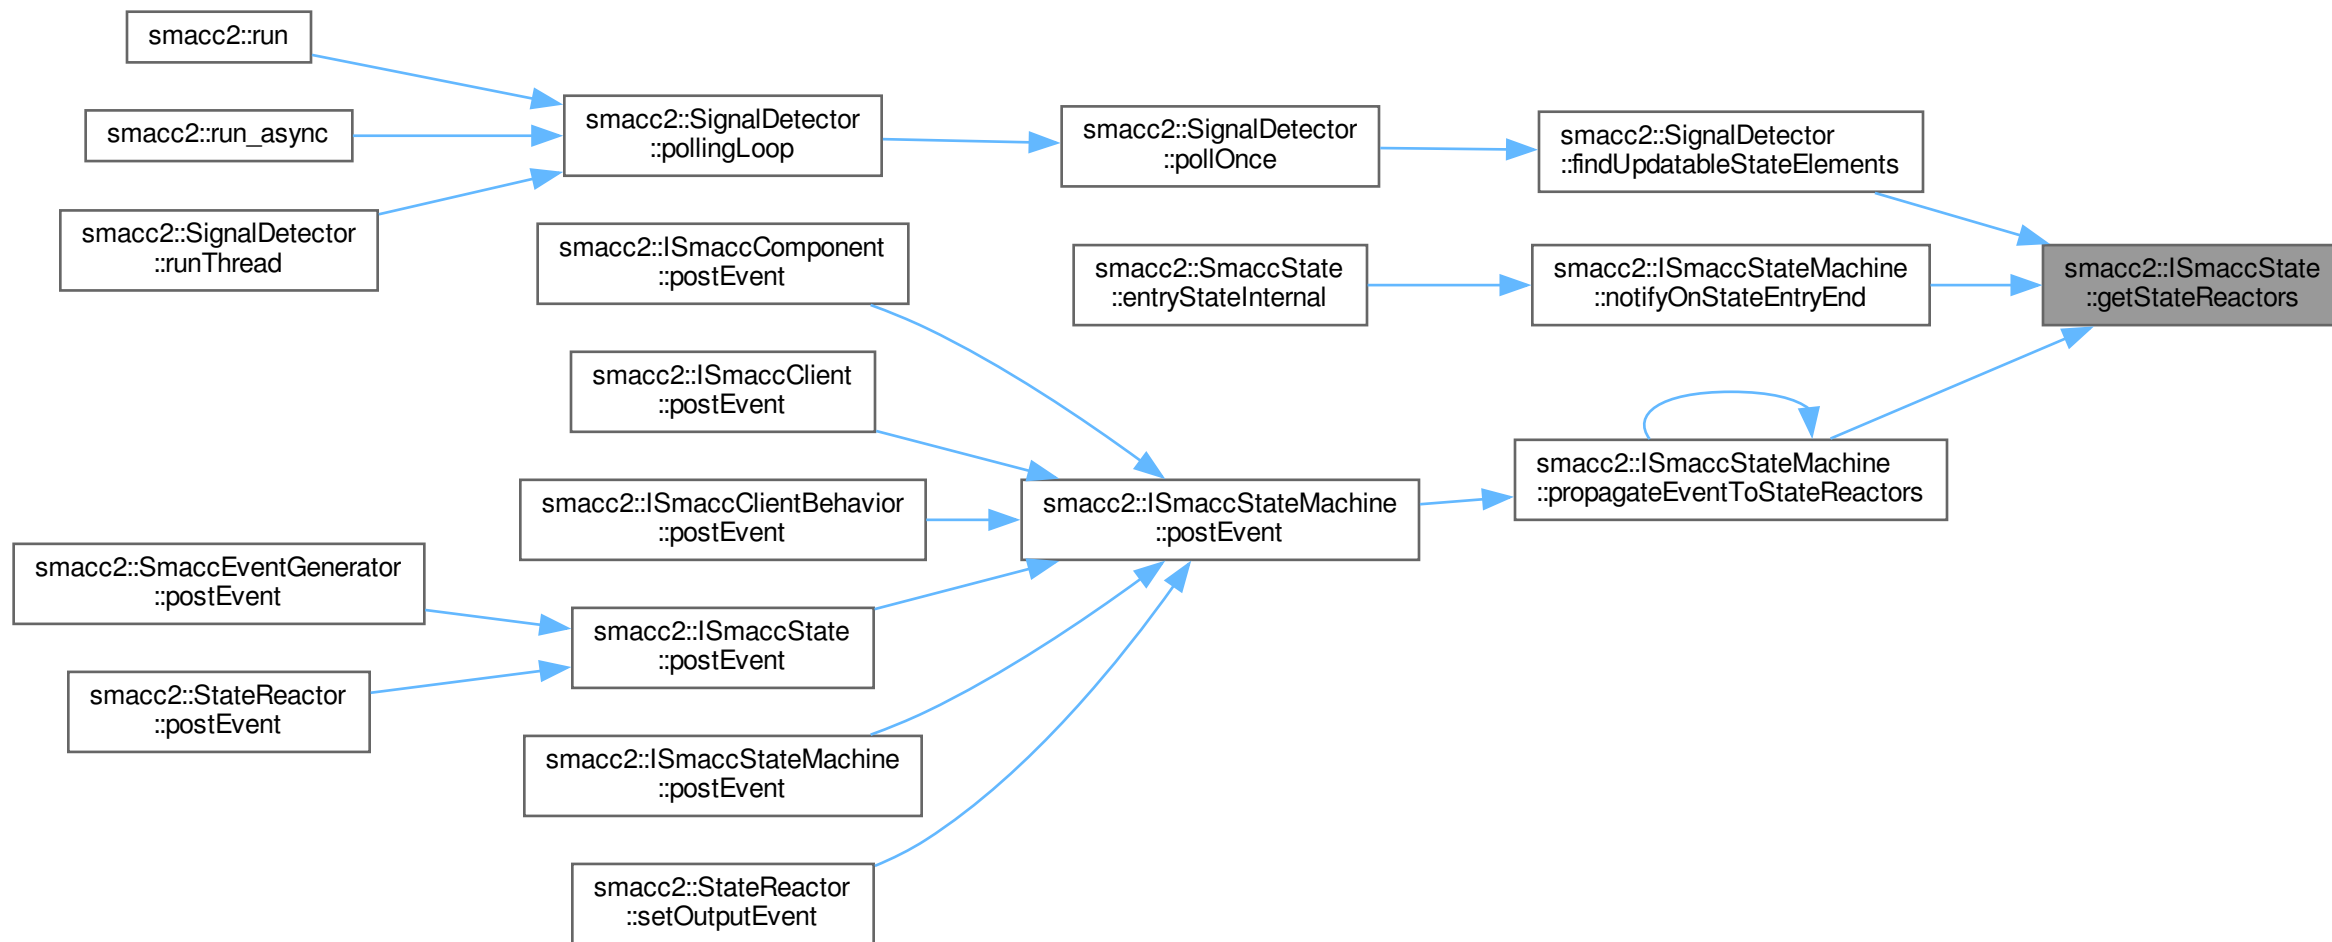 smacc2::run
smacc2::run_async
smacc2::SignalDetector
::runThread
smacc2::SignalDetector
::pollingLoop
smacc2::SignalDetector
::pollOnce
smacc2::SignalDetector
::findUpdatableStateElements
smacc2::ISmaccComponent
::postEvent
smacc2::SmaccState
::entryStateInternal
smacc2::ISmaccStateMachine
::notifyOnStateEntryEnd
smacc2::ISmaccState
::getStateReactors
smacc2::ISmaccClient
::postEvent
smacc2::ISmaccClientBehavior
::postEvent
smacc2::ISmaccStateMachine
::postEvent
smacc2::ISmaccStateMachine
::propagateEventToStateReactors
smacc2::SmaccEventGenerator
::postEvent
smacc2::ISmaccState
::postEvent
smacc2::StateReactor
::postEvent
smacc2::ISmaccStateMachine
::postEvent
smacc2::StateReactor
::setOutputEvent